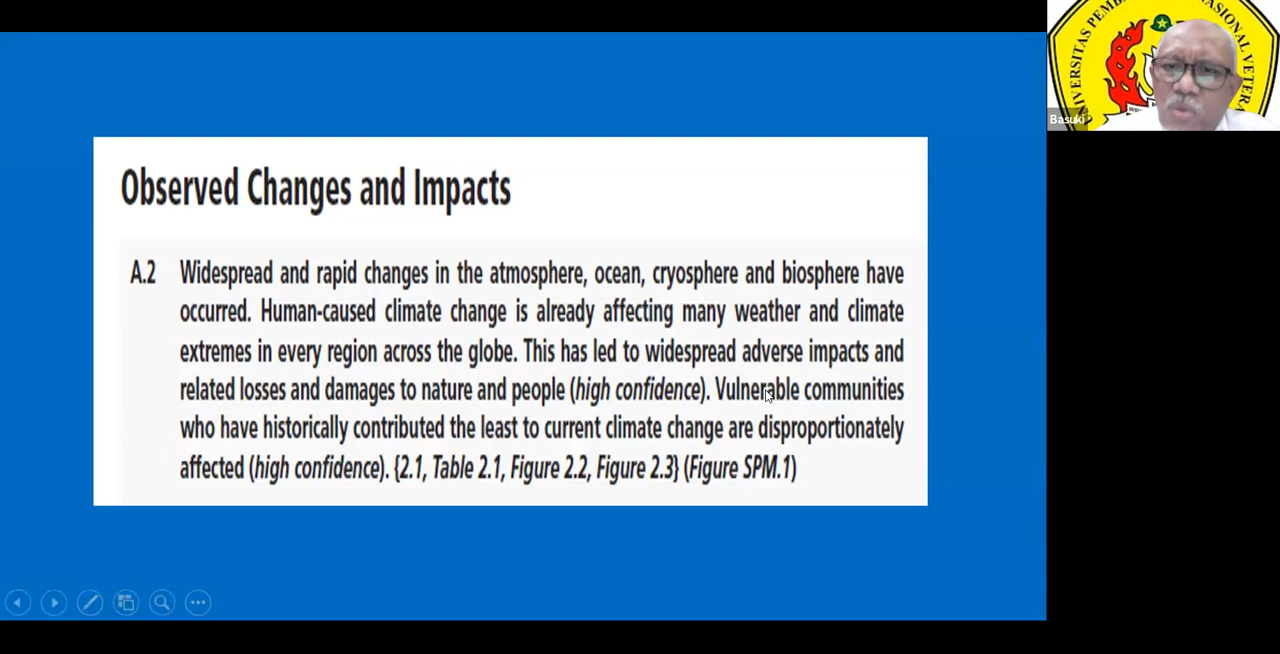 Observed Changes and Impacts
A.2 Widespread and rapid changes in the atmosphere, ocean, cryosphere and biosphere have
occurred. Human-caused climate change is already affecting many weather and climate
extremes in every region across the globe. This has led to widespread adverse impacts and
related losses and damages to nature and people (high confidence). Vulnerable communities
who have historically contributed the least to current climate change are disproportionately
affected (high confidence). {2.1, Table 2.1, Figure 2.2, Figure 2.3} (Figure SPM.1)
Basuki